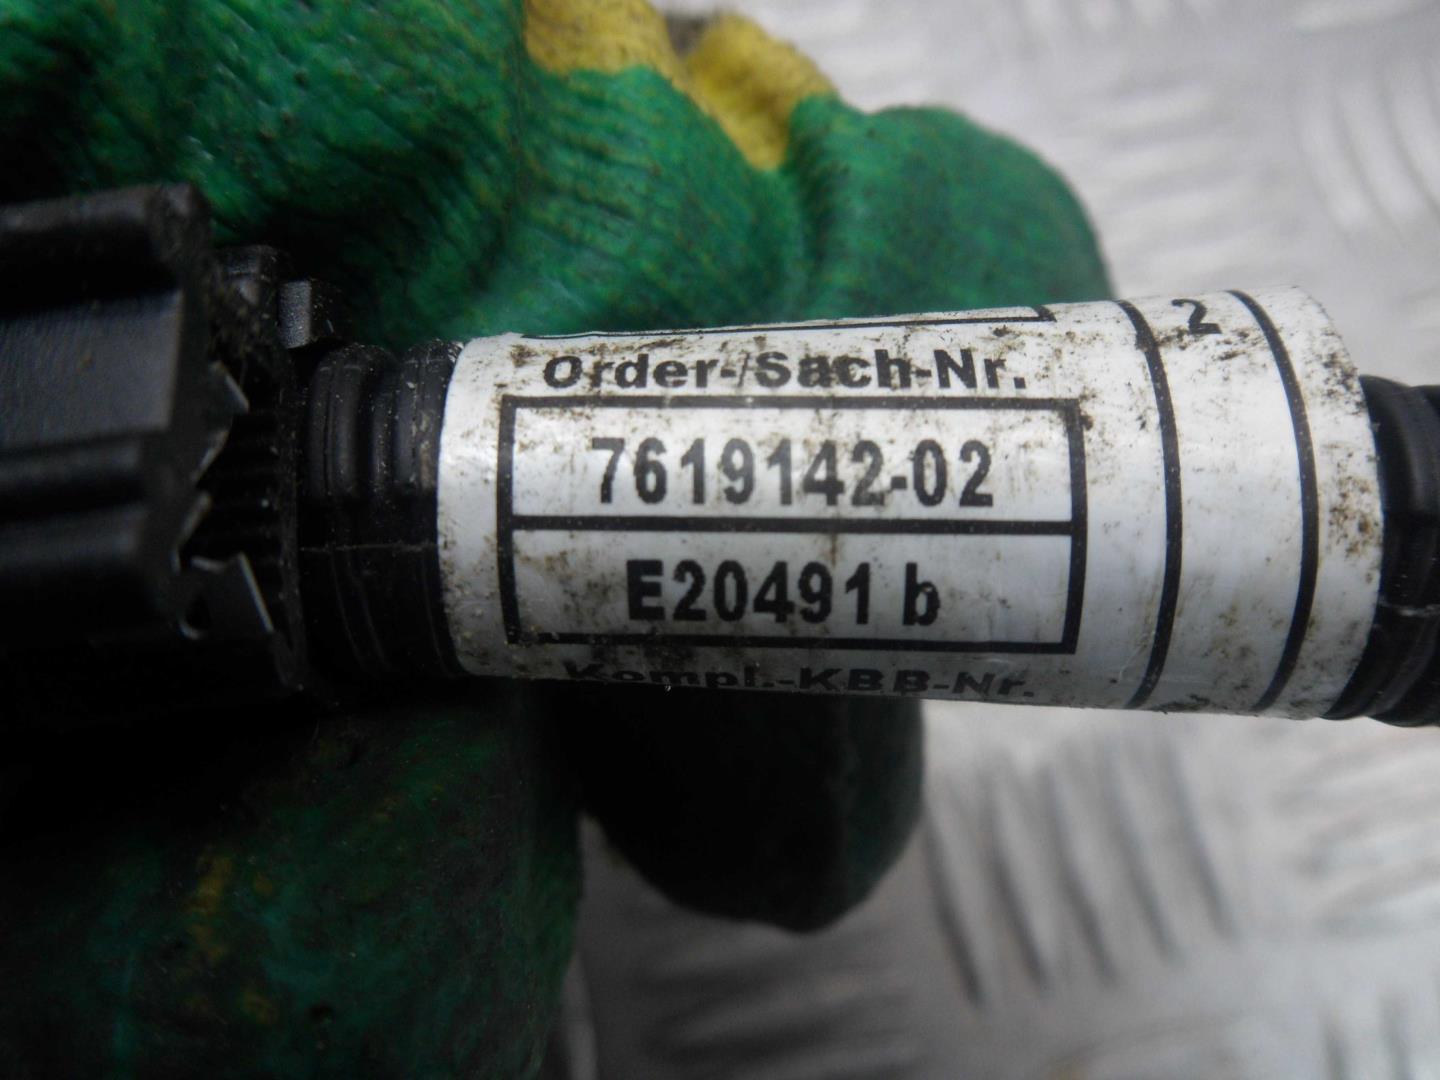 2
Order-/Sach-Nr.
7619142-02
E20491 b
Kompl.-KBB-Nr.